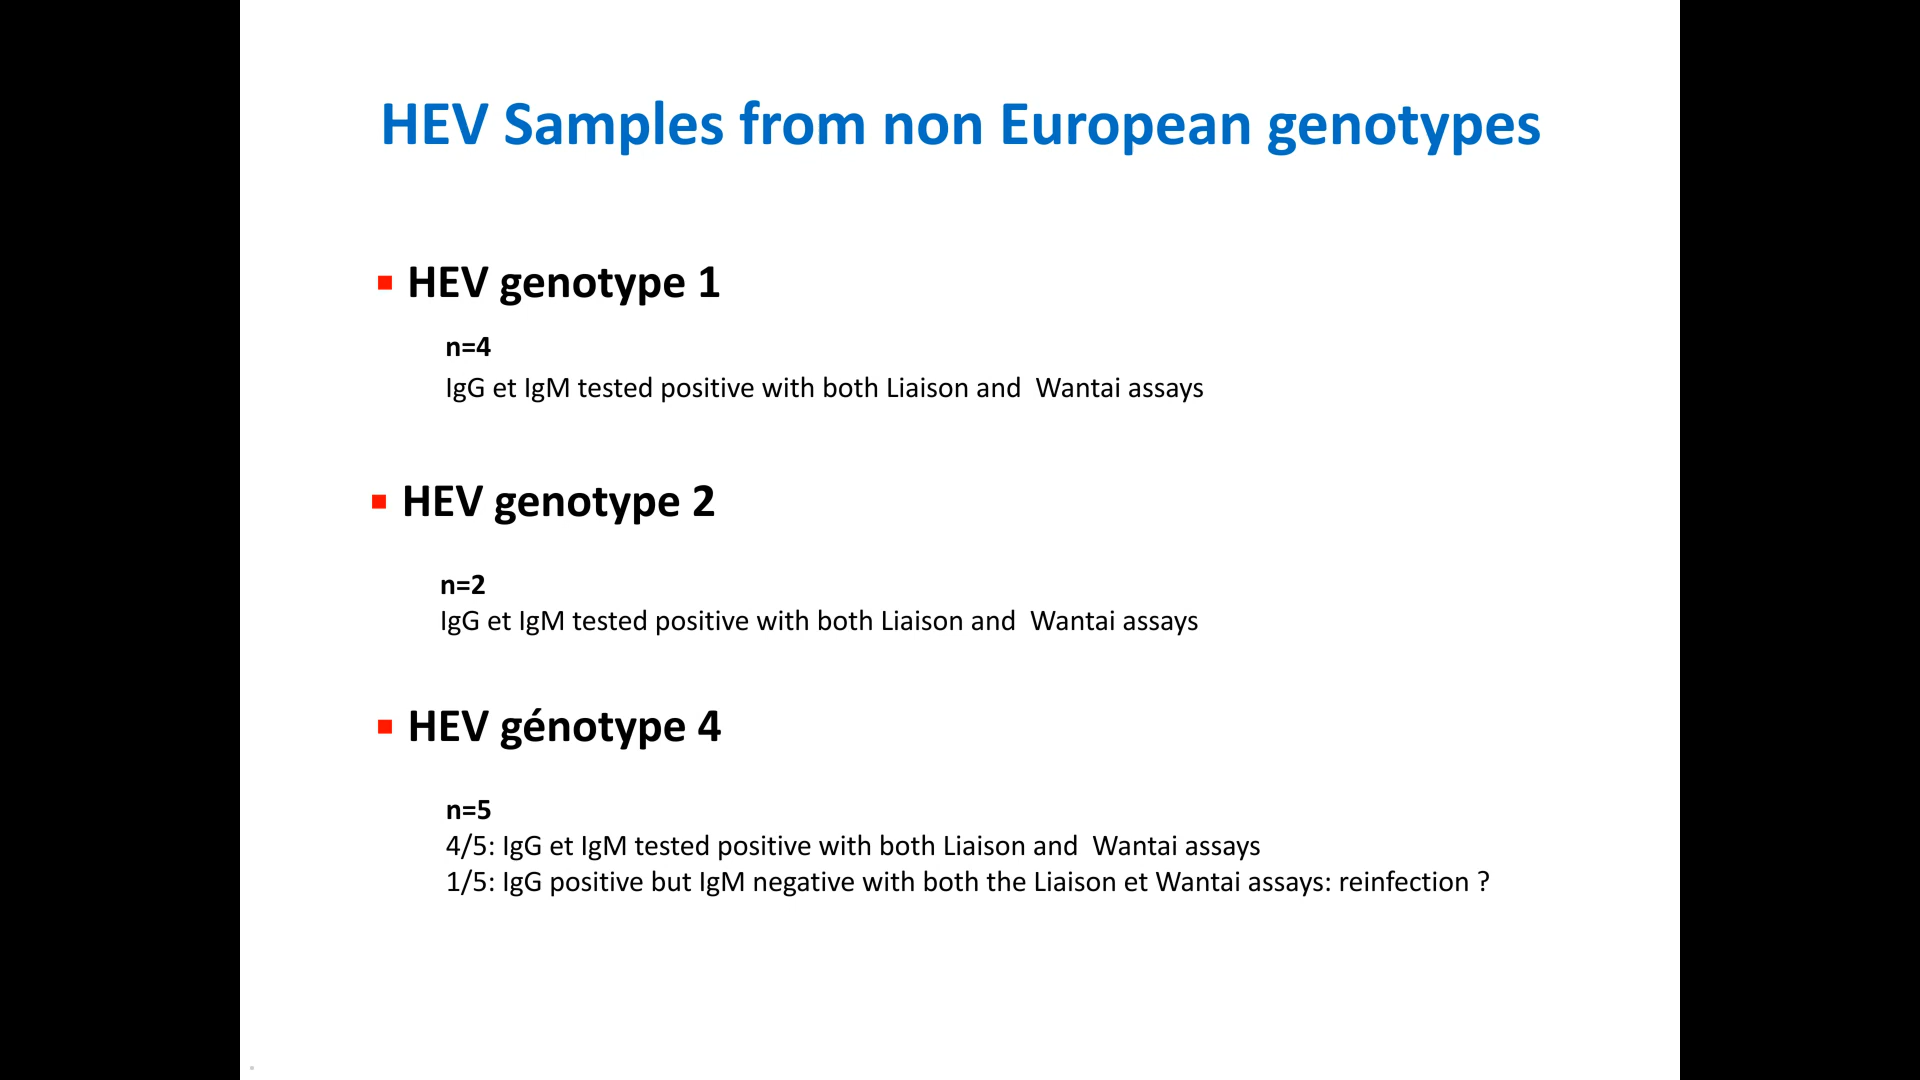 HEV Samples from non European genotypes
HEV genotype 1
n=4
IgG et IgM tested positive with both Liaison and  Wantai assays
HEV genotype 2
n=2
IgG et IgM tested positive with both Liaison and  Wantai assays
HEV génotype 4
n=5
4/5: IgG et IgM tested positive with both Liaison and  Wantai assays
1/5: IgG positive but IgM negative with both the Liaison et Wantai assays: reinfection ?